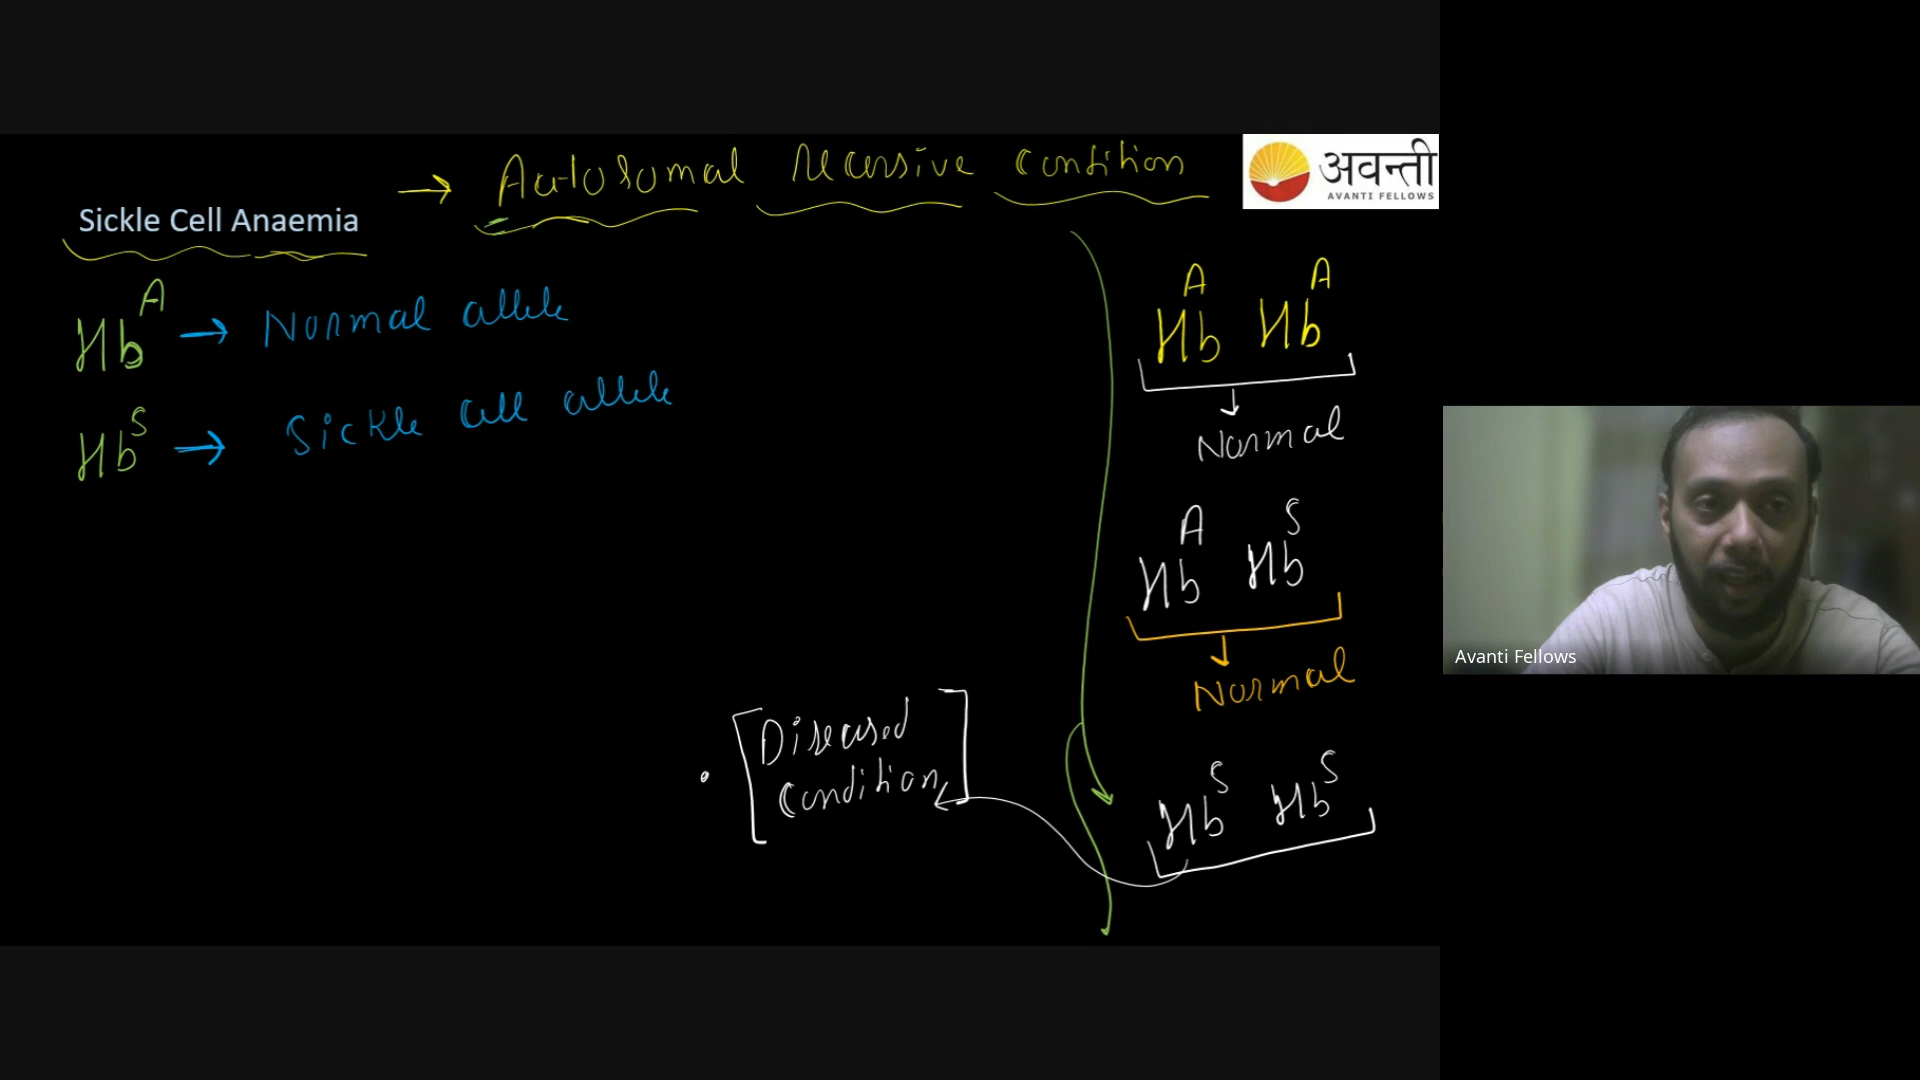 → Autosomal recessive condition
अवन्ती
AVANTI FELLOWS
Sickle Cell Anaemia
Hb^A → Normal allele
Hb^S → Sickle cell allele
Hb^A Hb^A
Normal
Hb^A Hb^S
Normal
[Diseased
Condition]
Hb^S Hb^S
Avanti Fellows